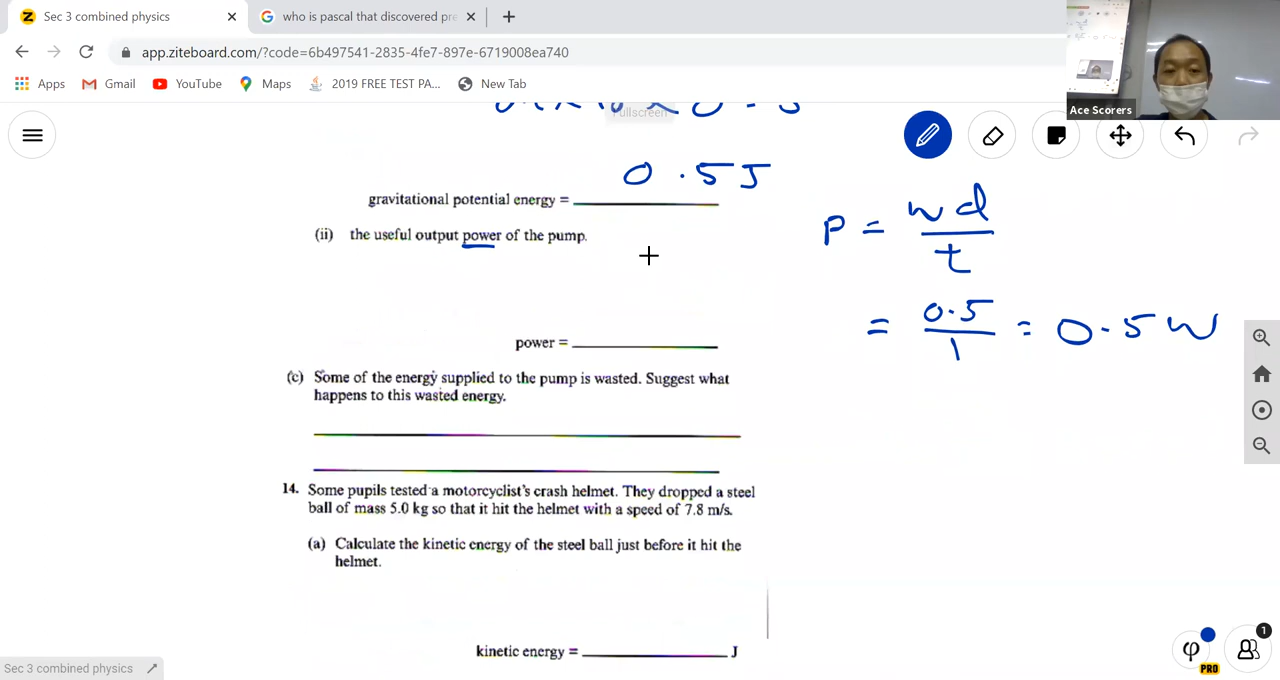 Sec 3 combined physics
who is pascal that discovered pre
app.ziteboard.com/?code=6b497541-2835-4fe7-897e-6719008ea740
Apps Gmail YouTube Maps 2019 FREE TEST PA... New Tab
Ace Scorers
Fullscreen
0.5J
gravitational potential energy =
(ii) the useful output power of the pump.
P = wd/t
= 0.5/1 = 0.5 W
power =
(c) Some of the energy supplied to the pump is wasted. Suggest what
happens to this wasted energy.
14. Some pupils tested a motorcyclist's crash helmet. They dropped a steel
ball of mass 5.0 kg so that it hit the helmet with a speed of 7.8 m/s.
(a) Calculate the kinetic energy of the steel ball just before it hit the
helmet.
kinetic energy = J
Sec 3 combined physics
φ PRO
1